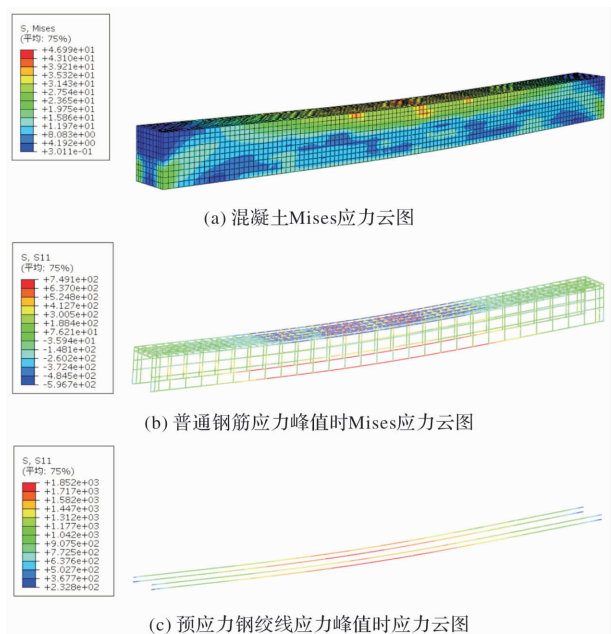 S, Mises
(平均: 75%)
+4.699e+01
+4.310e+01
+3.921e+01
+3.532e+01
+3.143e+01
+2.754e+01
+2.365e+01
+1.975e+01
+1.586e+01
+1.197e+01
+8.083e+00
+4.192e+00
+3.011e-01
(a) 混凝土Mises应力云图
S, S11
(平均: 75%)
+7.491e+02
+6.370e+02
+5.248e+02
+4.127e+02
+3.005e+02
+1.884e+02
+7.621e+01
-3.594e+01
-1.481e+02
-2.602e+02
-3.724e+02
-4.845e+02
-5.967e+02
(b) 普通钢筋应力峰值时Mises应力云图
S, S11
(平均: 75%)
+1.852e+03
+1.717e+03
+1.582e+03
+1.447e+03
+1.312e+03
+1.177e+03
+1.042e+03
+9.075e+02
+7.725e+02
+6.376e+02
+5.027e+02
+3.677e+02
+2.328e+02
(c) 预应力钢绞线应力峰值时应力云图